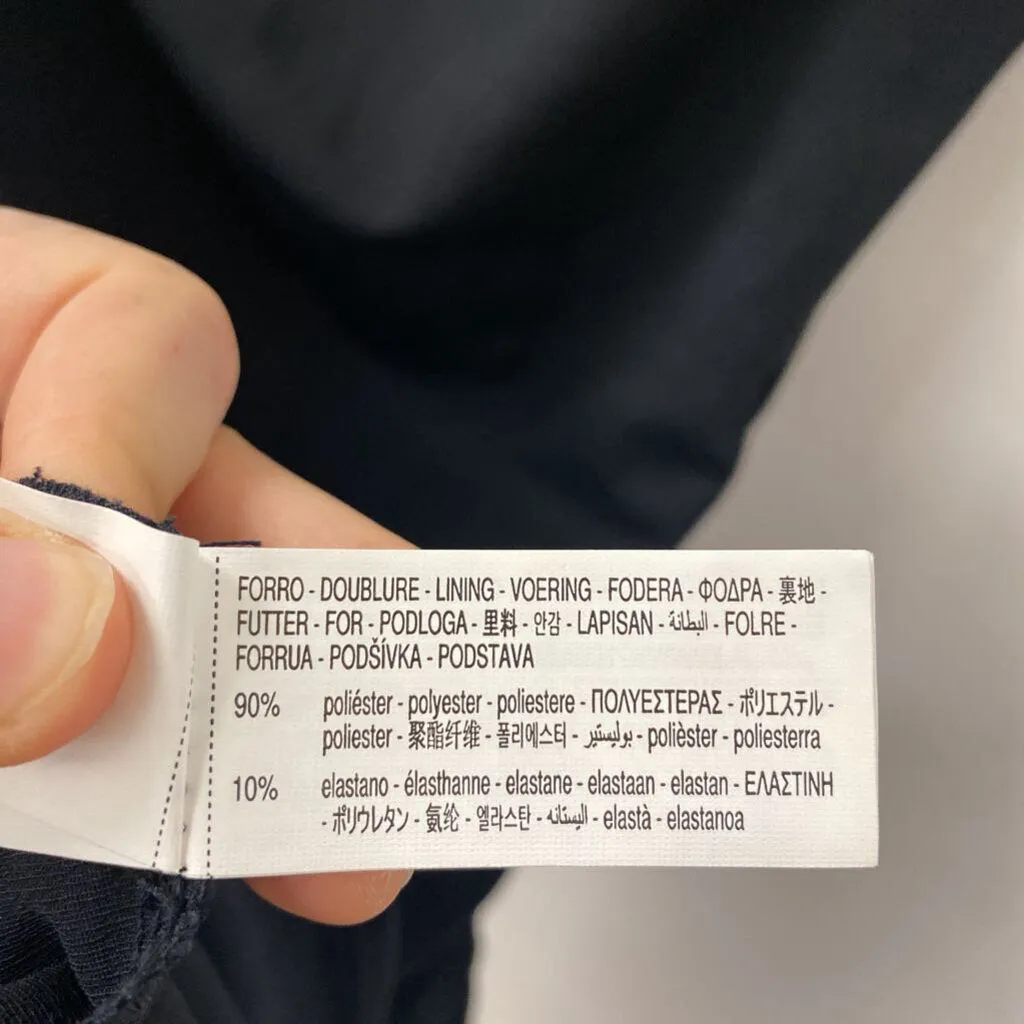 FORRO - DOUBLURE - LINING - VOERING - FODERA - ΦΟΔΡΑ - 裏地 -
FUTTER - FOR - PODLOGA - 里料 - 안감 - LAPISAN - البطانة - FOLRE -
FORRUA - PODŠÍVKA - PODSTAVA
90% poliéster - polyester - poliestere - ΠΟΛΥΕΣΤΕΡΑΣ - ポリエステル -
poliester - 聚酯纤维 - 폴리에스터 - بوليستير - polièster - poliesterra
10% elastano - élasthanne - elastane - elastaan - elastan - ΕΛΑΣΤΙΝΗ
- ポリウレタン - 氨纶 - 엘라스탄 - اليستانه - elastà - elastanoa